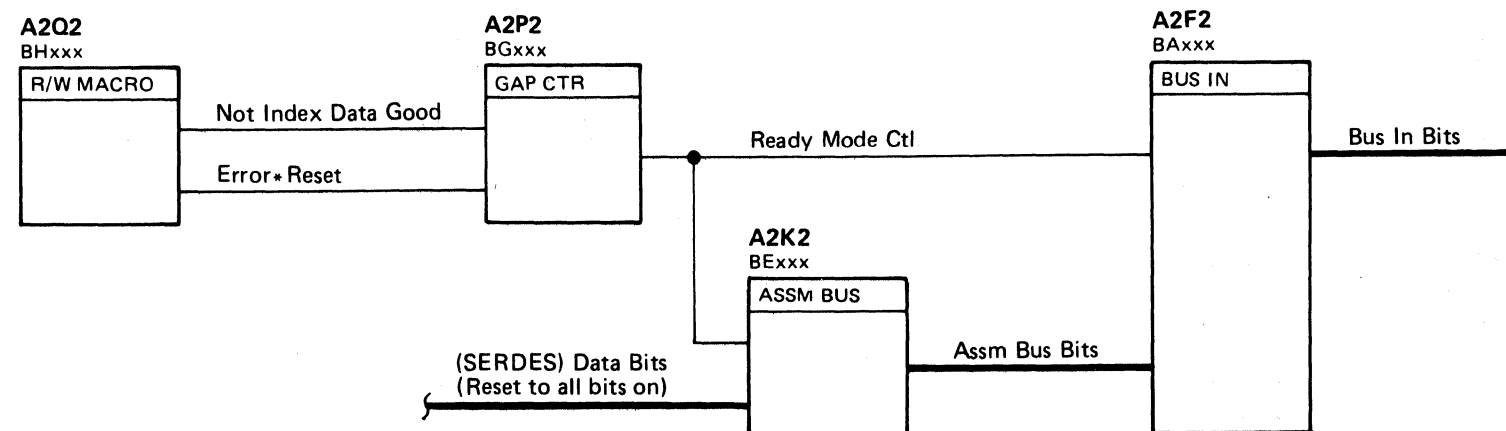 A2Q2
BHxxx
R/W MACRO
Not Index Data Good
Error*Reset
A2P2
BGxxx
GAP CTR
Ready Mode Ctl
A2F2
BAxxx
BUS IN
Bus In Bits
A2K2
BExxx
ASSM BUS
(SERDES) Data Bits
(Reset to all bits on)
Assm Bus Bits